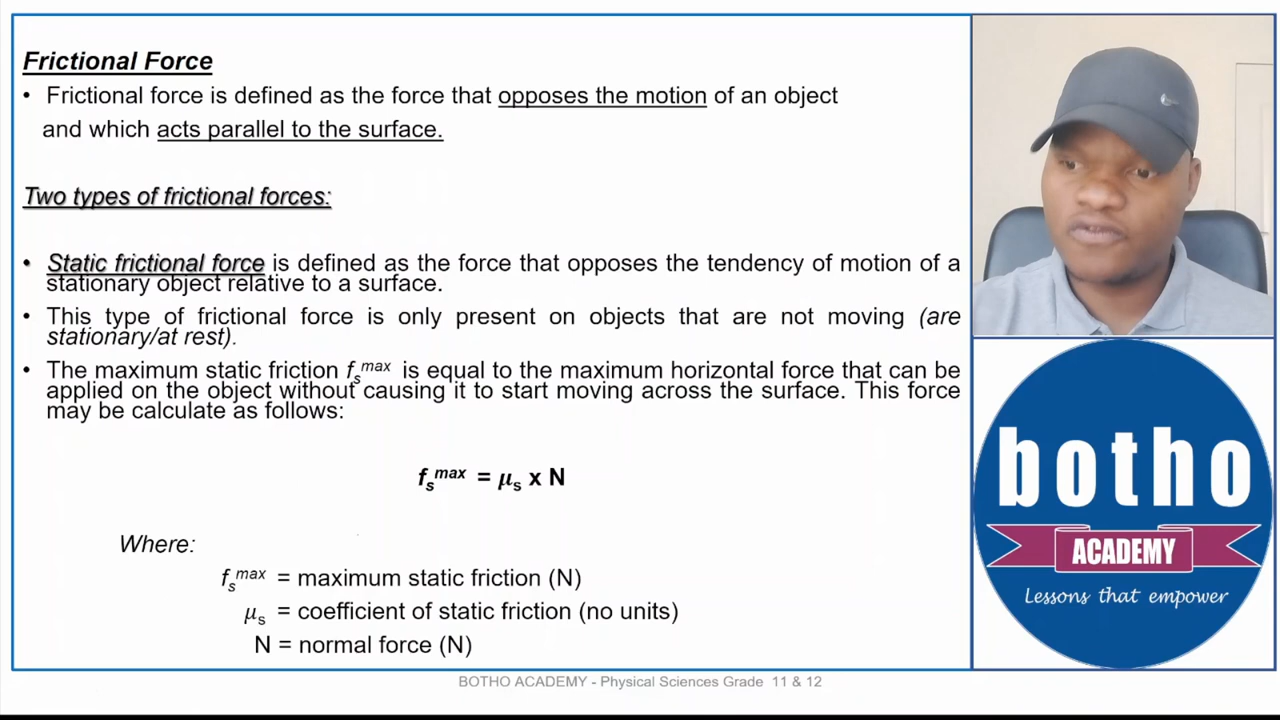 Frictional Force
• Frictional force is defined as the force that opposes the motion of an object
and which acts parallel to the surface.
Two types of frictional forces:
• Static frictional force is defined as the force that opposes the tendency of motion of a
stationary object relative to a surface.
• This type of frictional force is only present on objects that are not moving (are
stationary/at rest).
• The maximum static friction fₛᵐᵃˣ is equal to the maximum horizontal force that can be
applied on the object without causing it to start moving across the surface. This force
may be calculate as follows:
fₛᵐᵃˣ = μₛ x N
Where:
fₛᵐᵃˣ = maximum static friction (N)
μₛ = coefficient of static friction (no units)
N = normal force (N)
botho
ACADEMY
Lessons that empower
BOTHO ACADEMY - Physical Sciences Grade 11 & 12